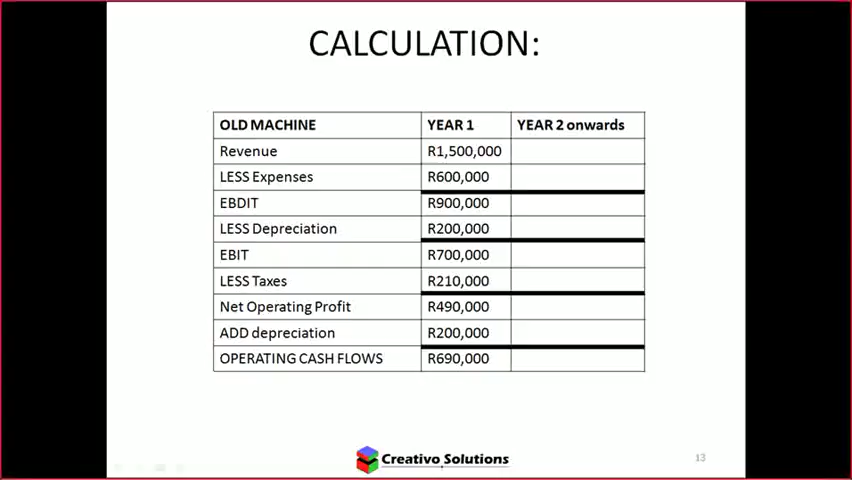 CALCULATION:
OLD MACHINE YEAR 1 YEAR 2 onwards
Revenue R1,500,000
LESS Expenses R600,000
EBDIT R900,000
LESS Depreciation R200,000
EBIT R700,000
LESS Taxes R210,000
Net Operating Profit R490,000
ADD depreciation R200,000
OPERATING CASH FLOWS R690,000
Creativo Solutions
13